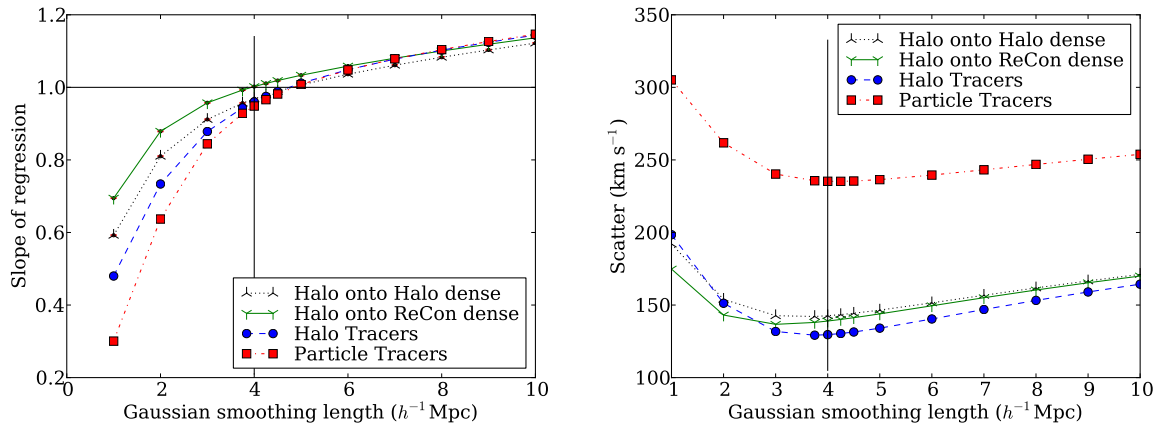 1.2
1.0
0.8
0.6
0.4
0.2
Slope of regression
0 2 4 6 8 10
Gaussian smoothing length (h⁻¹ Mpc)
Halo onto Halo dense
Halo onto ReCon dense
Halo Tracers
Particle Tracers
350
300
250
200
150
100
Scatter (km s⁻¹)
1 2 3 4 5 6 7 8 9 10
Gaussian smoothing length (h⁻¹ Mpc)
Halo onto Halo dense
Halo onto ReCon dense
Halo Tracers
Particle Tracers